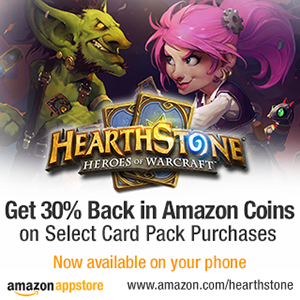 HEARTHSTONE
HEROES OF WARCRAFT
Get 30% Back in Amazon Coins
on Select Card Pack Purchases
Now available on your phone
amazon appstore www.amazon.com/hearthstone